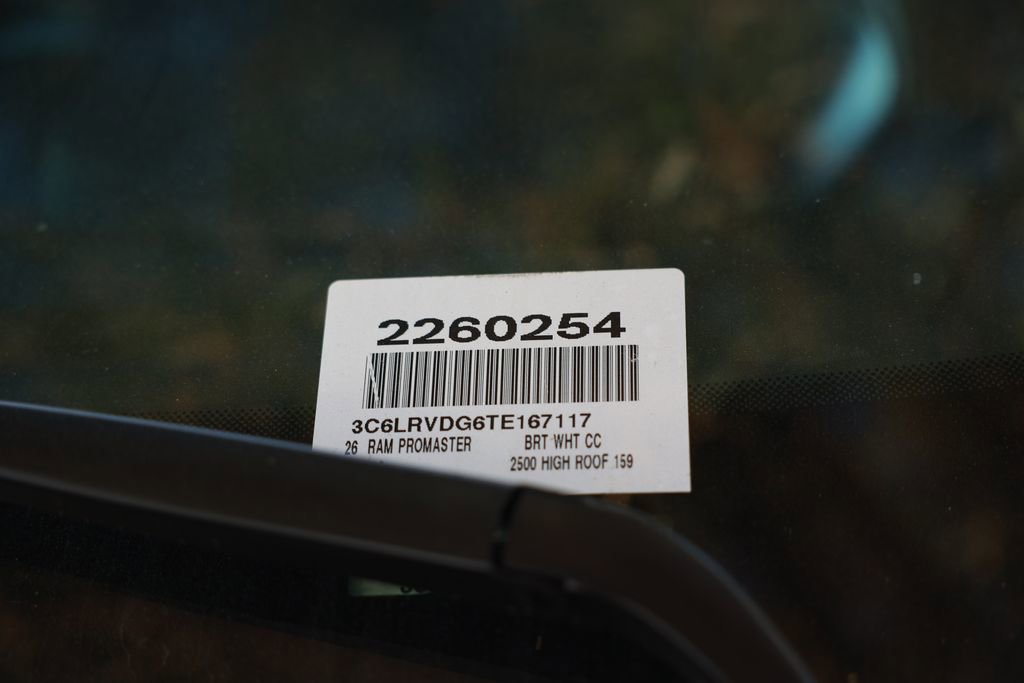 2260254
3C6LRVDG6TE167117
26 RAM PROMASTER BRT WHT CC
2500 HIGH ROOF 159